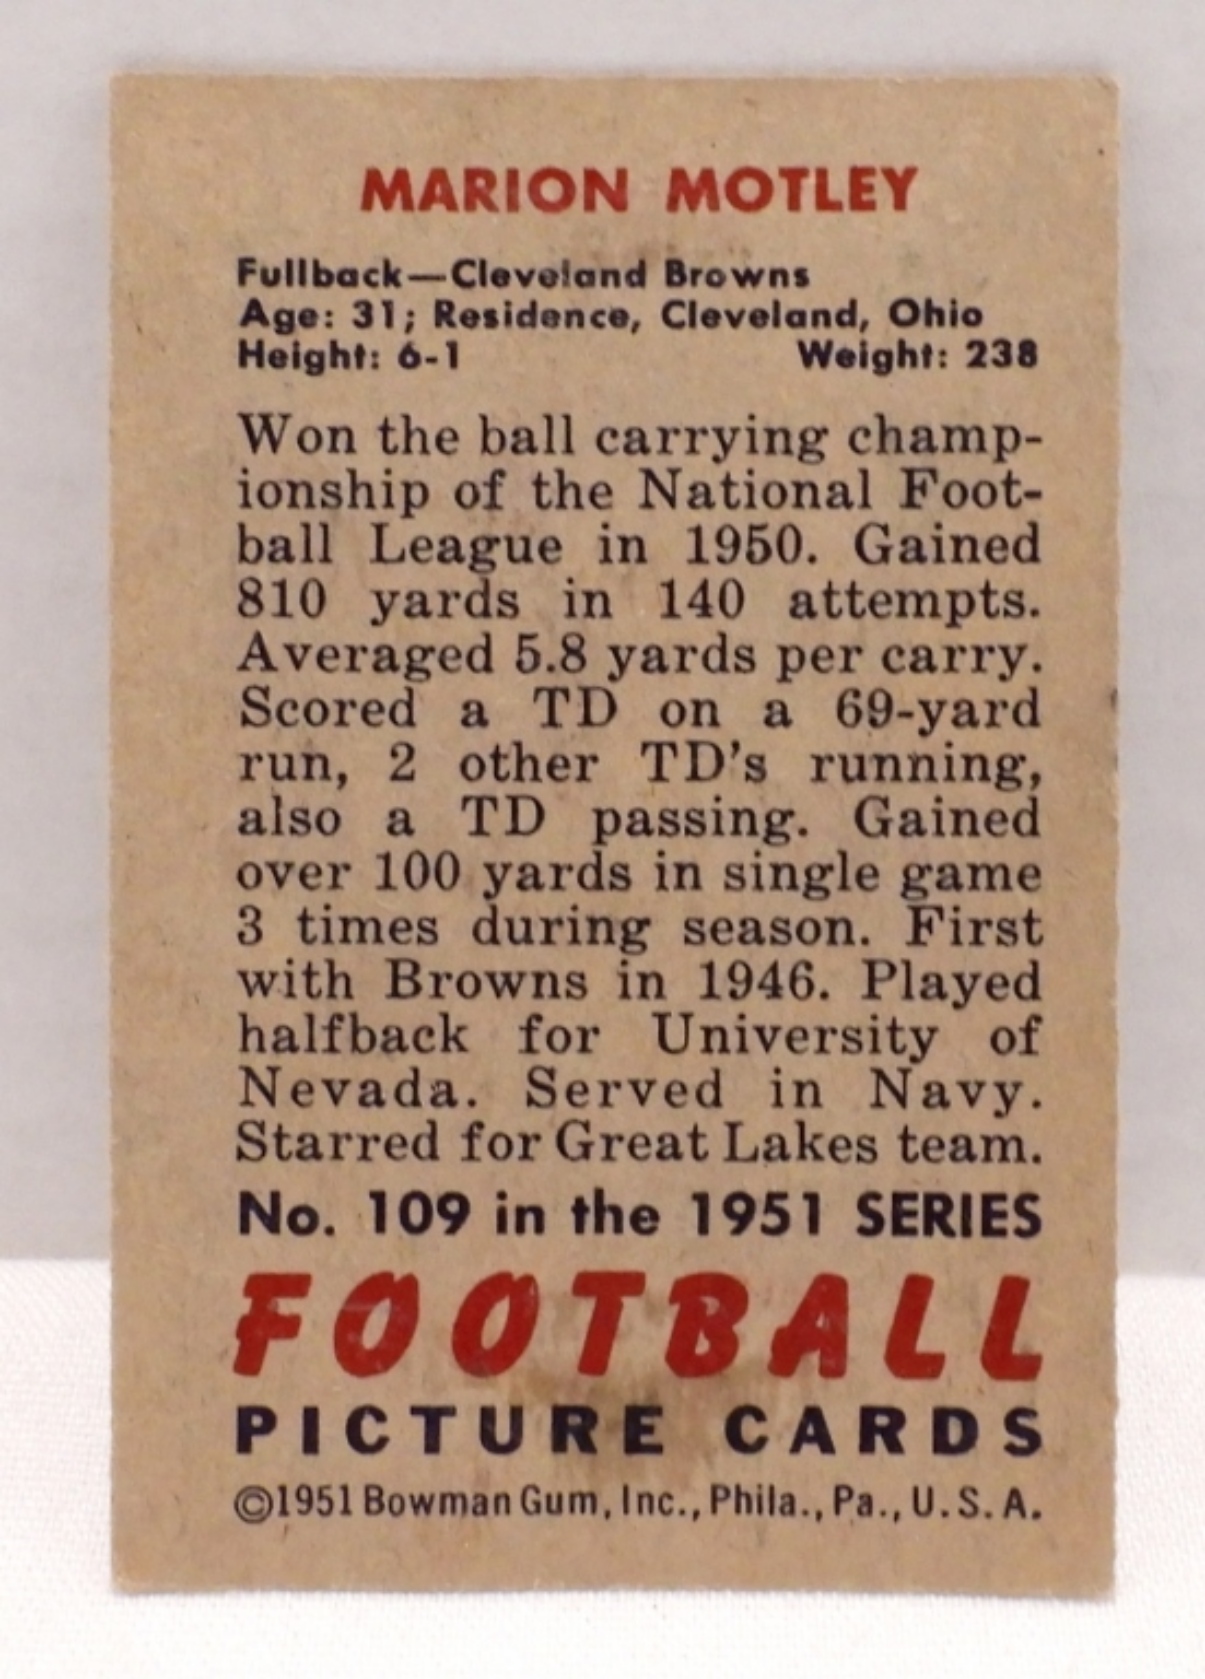 MARION MOTLEY
Fullback—Cleveland Browns
Age: 31; Residence, Cleveland, Ohio
Height: 6-1 Weight: 238
Won the ball carrying champ-
ionship of the National Foot-
ball League in 1950. Gained
810 yards in 140 attempts.
Averaged 5.8 yards per carry.
Scored a TD on a 69-yard
run, 2 other TD's running,
also a TD passing. Gained
over 100 yards in single game
3 times during season. First
with Browns in 1946. Played
halfback for University of
Nevada. Served in Navy.
Starred for Great Lakes team.
No. 109 in the 1951 SERIES
FOOTBALL
PICTURE CARDS
©1951 Bowman Gum, Inc., Phila., Pa., U.S.A.